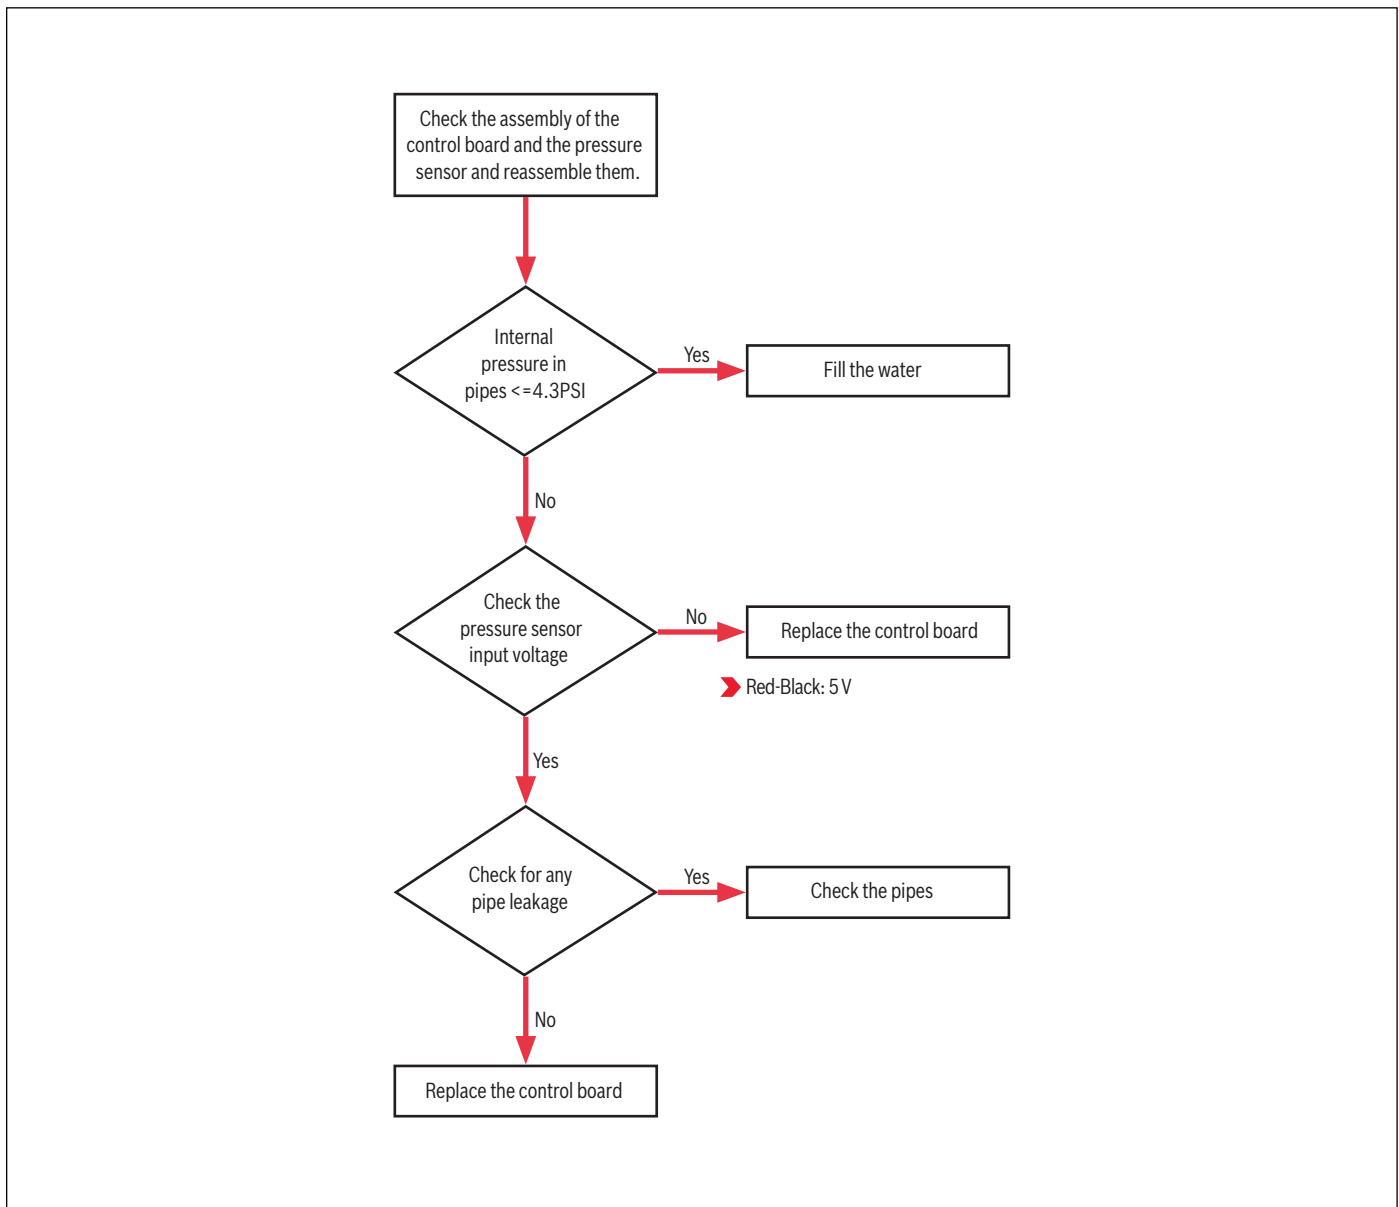 Check the assembly of the
control board and the pressure
sensor and reassemble them.
Internal
pressure in
pipes <=4.3PSI
Yes
Fill the water
No
Check the
pressure sensor
input voltage
No
Replace the control board
Red-Black: 5 V
Yes
Check for any
pipe leakage
Yes
Check the pipes
No
Replace the control board